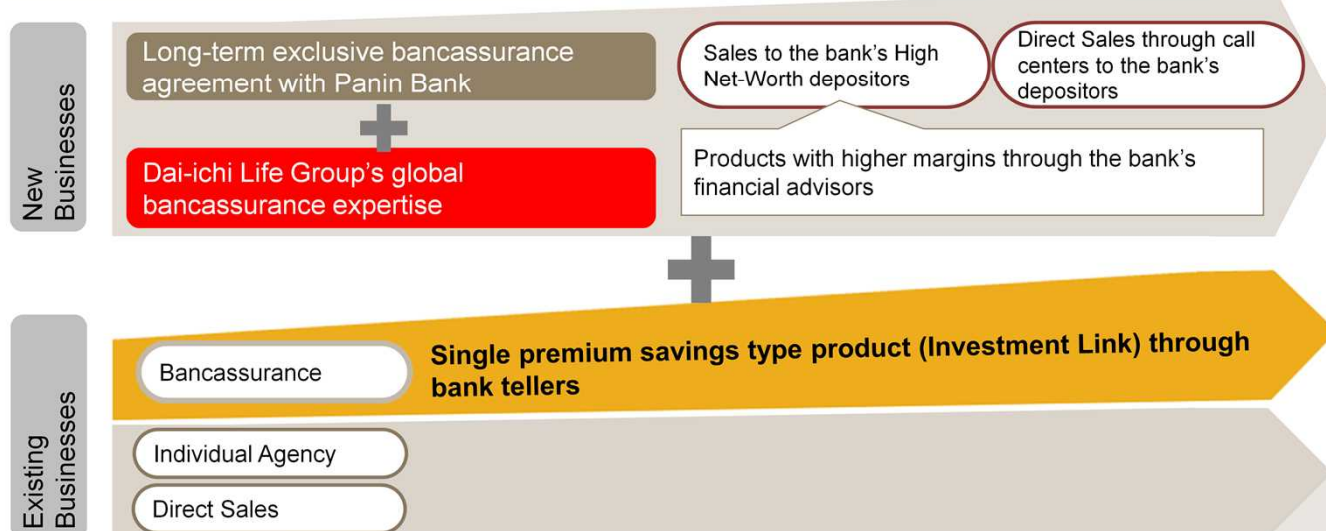 New
Businesses
Long-term exclusive bancassurance
agreement with Panin Bank
Dai-ichi Life Group's global
bancassurance expertise
Sales to the bank's High
Net-Worth depositors
Direct Sales through call
centers to the bank's
depositors
Products with higher margins through the bank's
financial advisors
Existing
Businesses
Bancassurance
Single premium savings type product (Investment Link) through
bank tellers
Individual Agency
Direct Sales